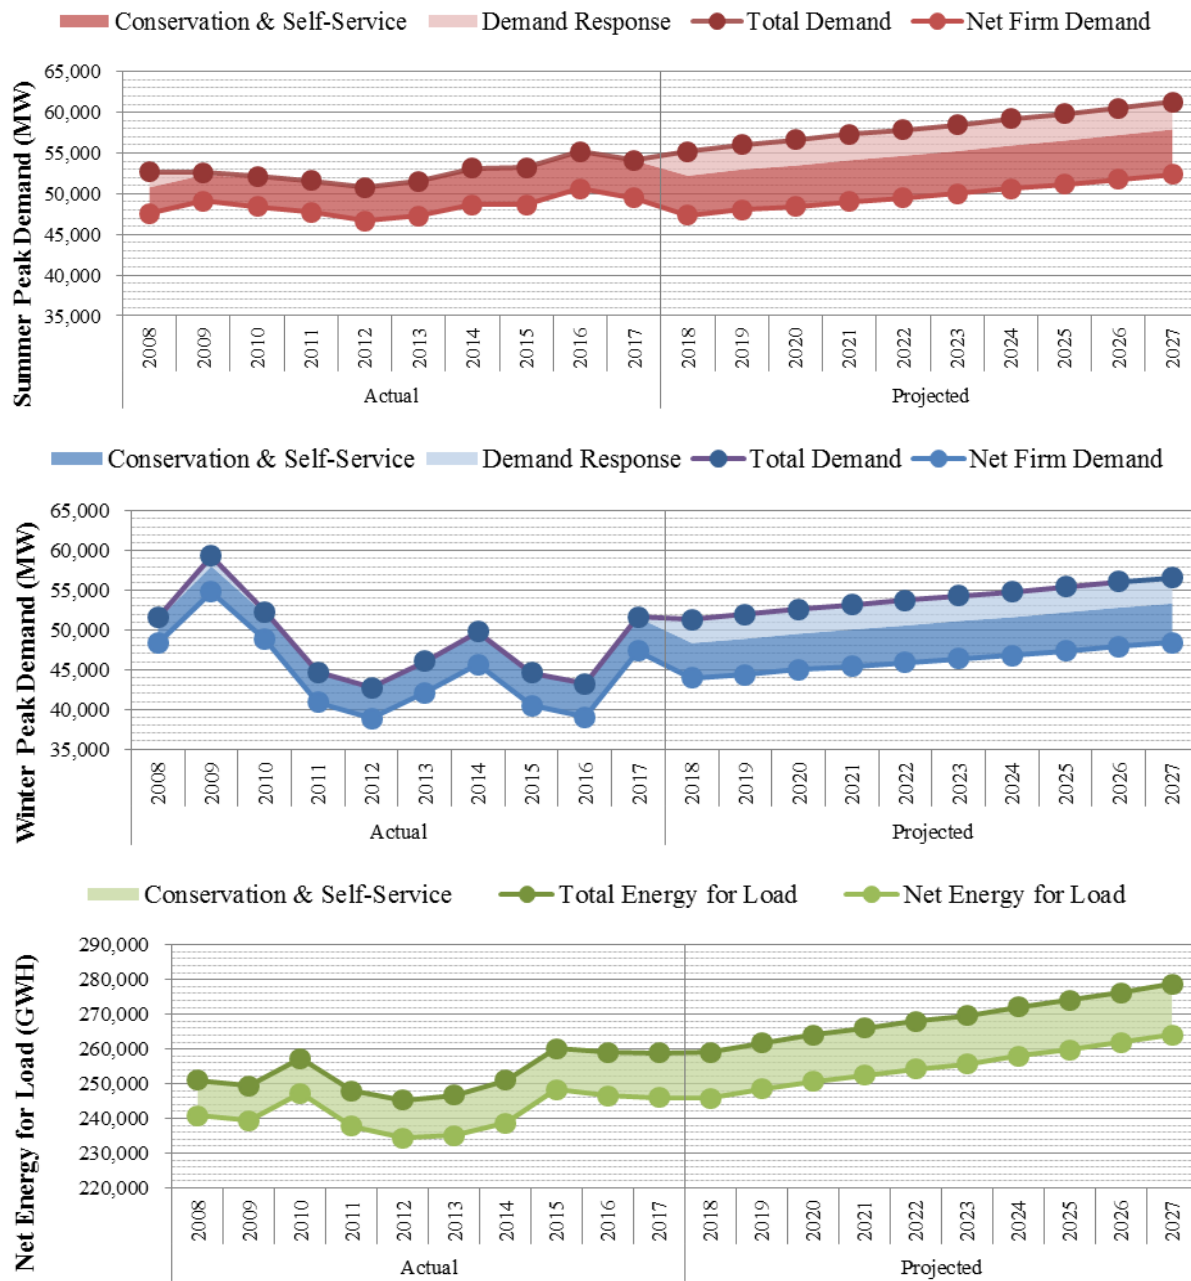 Conservation & Self-Service Demand Response Total Demand Net Firm Demand
Summer Peak Demand (MW)
65,000
60,000
55,000
50,000
45,000
40,000
35,000
2008 2009 2010 2011 2012 2013 2014 2015 2016 2017 2018 2019 2020 2021 2022 2023 2024 2025 2026 2027
Actual Projected
Conservation & Self-Service Demand Response Total Demand Net Firm Demand
Winter Peak Demand (MW)
65,000
60,000
55,000
50,000
45,000
40,000
35,000
2008 2009 2010 2011 2012 2013 2014 2015 2016 2017 2018 2019 2020 2021 2022 2023 2024 2025 2026 2027
Actual Projected
Conservation & Self-Service Total Energy for Load Net Energy for Load
Net Energy for Load (GWH)
290,000
280,000
270,000
260,000
250,000
240,000
230,000
220,000
2008 2009 2010 2011 2012 2013 2014 2015 2016 2017 2018 2019 2020 2021 2022 2023 2024 2025 2026 2027
Actual Projected